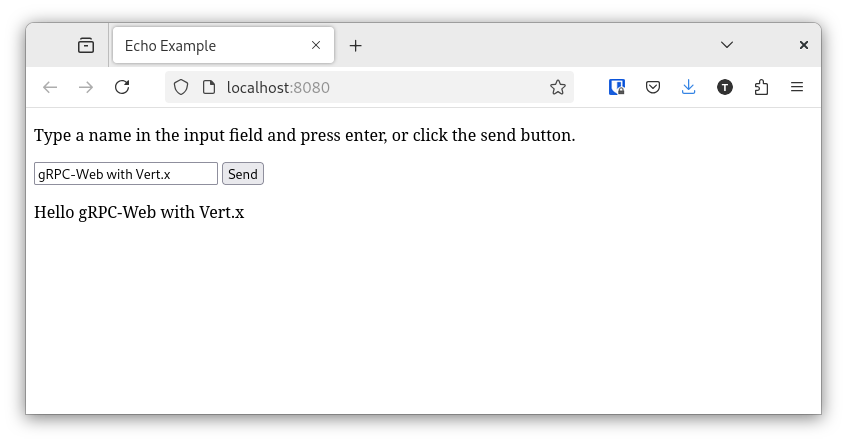 Echo Example
localhost:8080
T
Type a name in the input field and press enter, or click the send button.
gRPC-Web with Vert.x Send
Hello gRPC-Web with Vert.x